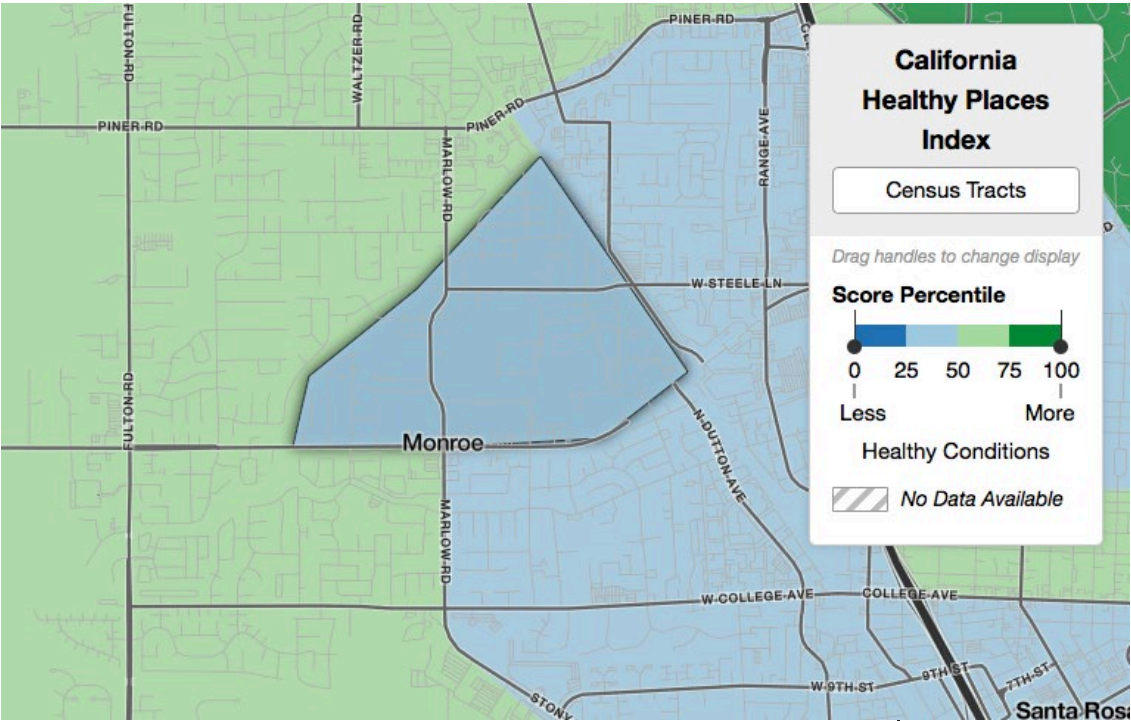 PINER-RD
FULTON-RD
WALTZER-RD
PINER-RD
PINER-RD
MARLOW-RD
RANGE-AVE
W-STEELE-LN
FULTON-RD
Monroe
N-DUTTON-AVE
MARLOW-RD
W-COLLEGE-AVE
COLLEGE-AVE
W-9TH-ST
9TH-ST
7TH-ST
STONY
Santa Rosa
California
Healthy Places
Index
Census Tracts
Drag handles to change display
Score Percentile
0 25 50 75 100
Less More
Healthy Conditions
No Data Available